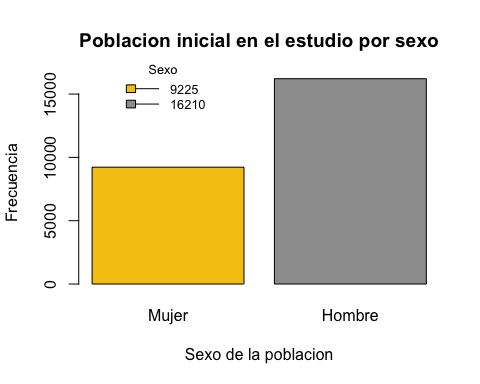 Poblacion inicial en el estudio por sexo
Sexo
9225
16210
Frecuencia
15000
10000
5000
0
Mujer Hombre
Sexo de la poblacion